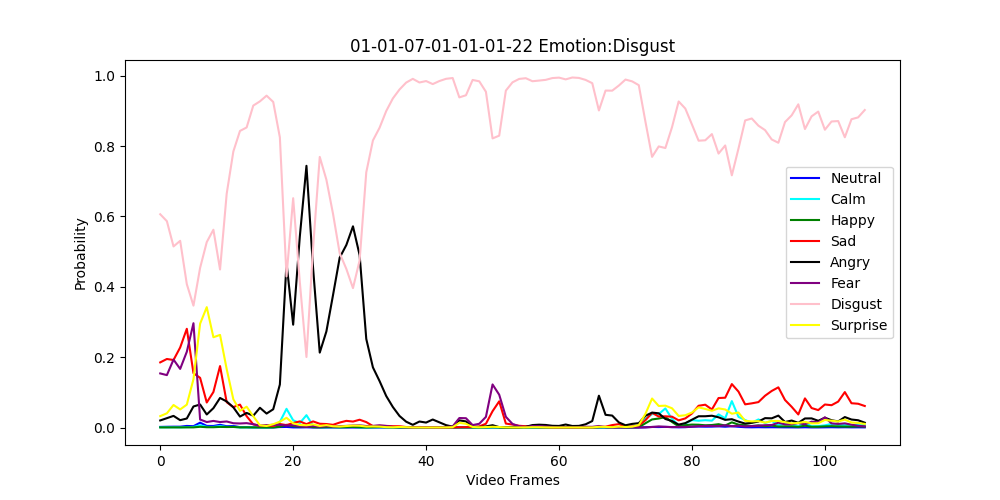 01-01-07-01-01-01-22 Emotion:Disgust
1.0
0.8
0.6
0.4
0.2
0.0
Probability
0 20 40 60 80 100
Video Frames
Neutral
Calm
Happy
Sad
Angry
Fear
Disgust
Surprise